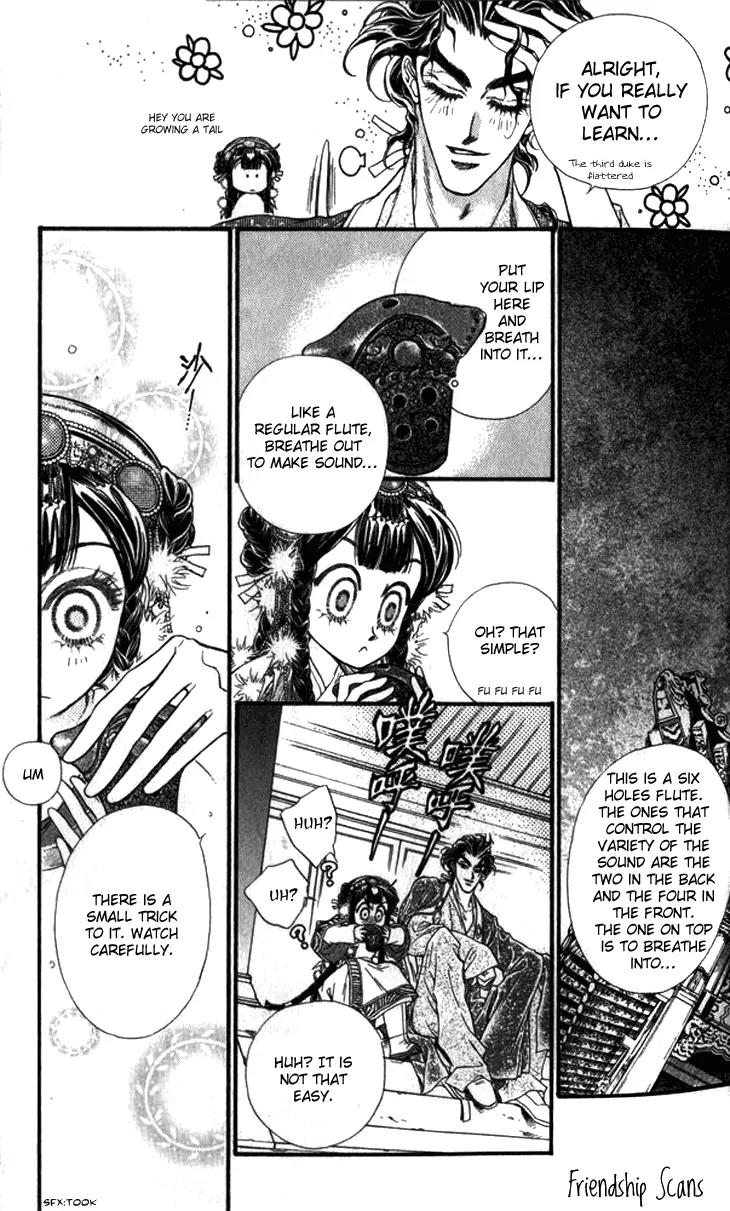 ALRIGHT,
IF YOU REALLY
WANT TO
LEARN...
The third duke is
flattered
HEY YOU ARE
GROWING A TAIL
THIS IS A SIX
HOLES FLUTE.
THE ONES THAT
CONTROL THE
VARIETY OF THE
SOUND ARE THE
TWO IN THE BACK
AND THE FOUR IN
THE FRONT.
THE ONE ON TOP
IS TO BREATHE
INTO...
PUT
YOUR LIP
HERE
AND
BREATH
INTO IT...
LIKE A
REGULAR FLUTE,
BREATHE OUT
TO MAKE SOUND...
OH? THAT
SIMPLE?
FU FU FU FU
噗呼
噗呼
HUH?
?
UH?
?
HUH? IT IS
NOT THAT
EASY.
沙
UM
THERE IS A
SMALL TRICK
TO IT. WATCH
CAREFULLY.
SFX:TOOK
Friendship Scans